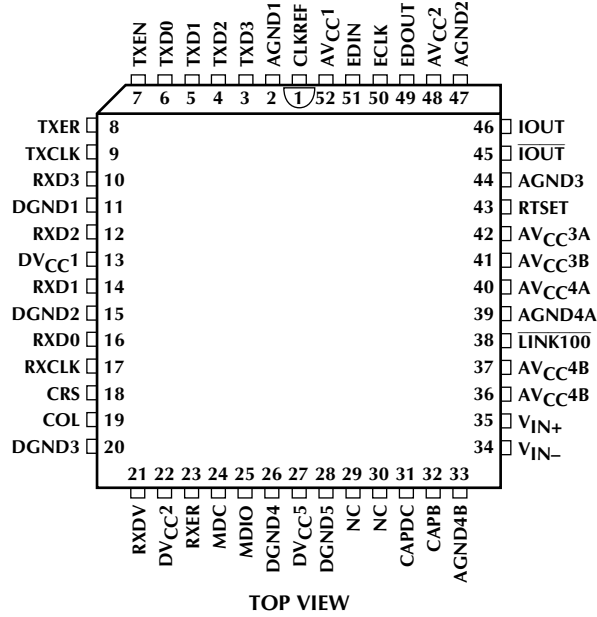 TXEN TXD0 TXD1 TXD2 TXD3 AGND1 CLKREF AVCC1 EDIN ECLK EDOUT AVCC2 AGND2
7 6 5 4 3 2 1 52 51 50 49 48 47
TXER 8
TXCLK 9
RXD3 10
DGND1 11
RXD2 12
DVCC1 13
RXD1 14
DGND2 15
RXD0 16
RXCLK 17
CRS 18
COL 19
DGND3 20
46 IOUT
45 IOUT
44 AGND3
43 RTSET
42 AVCC3A
41 AVCC3B
40 AVCC4A
39 AGND4A
38 LINK100
37 AVCC4B
36 AVCC4B
35 VIN+
34 VIN–
21 22 23 24 25 26 27 28 29 30 31 32 33
RXDV DVCC2 RXER MDC MDIO DGND4 DVCC5 DGND5 NC NC CAPDC CAPB AGND4B
TOP VIEW